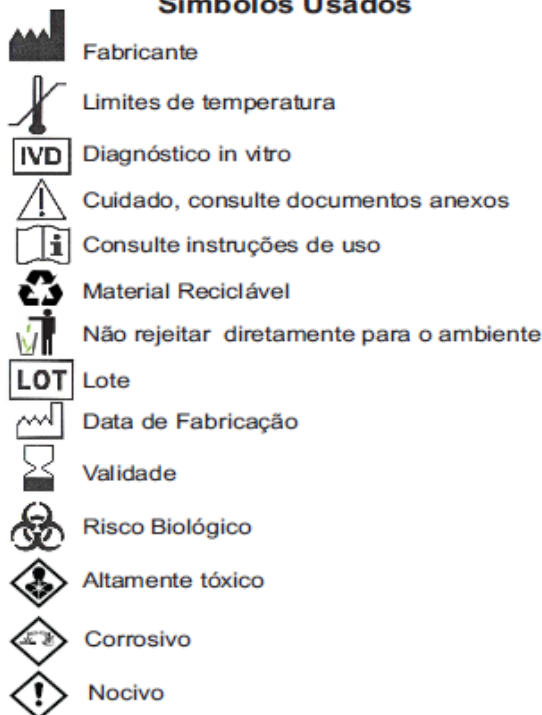 Símbolos Usados
Fabricante
Limites de temperatura
IVD Diagnóstico in vitro
Cuidado, consulte documentos anexos
i Consulte instruções de uso
Material Reciclável
Não rejeitar diretamente para o ambiente
LOT Lote
Data de Fabricação
Validade
Risco Biológico
Altamente tóxico
Corrosivo
Nocivo